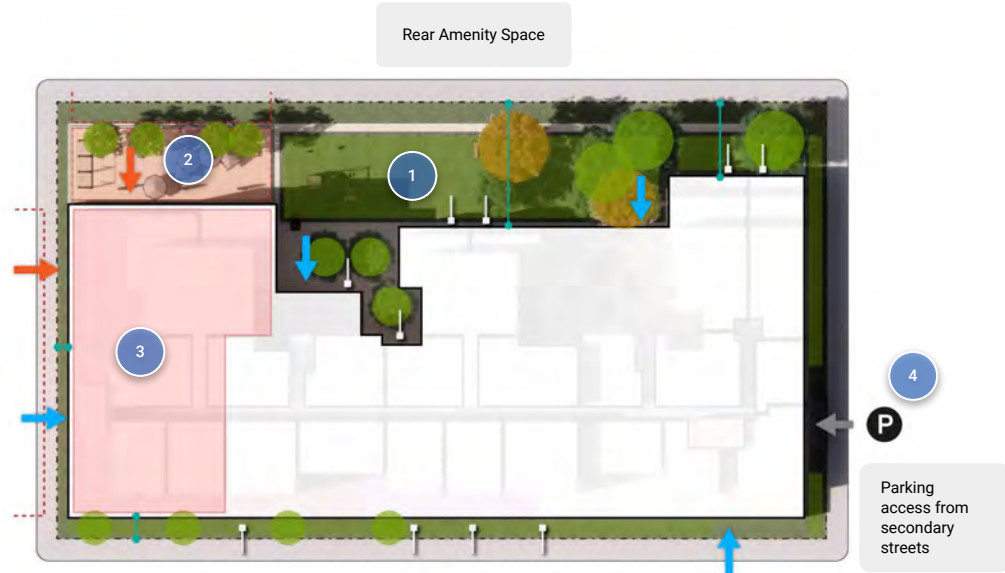 Rear Amenity Space
2
1
3
4
P
Parking
access from
secondary
streets